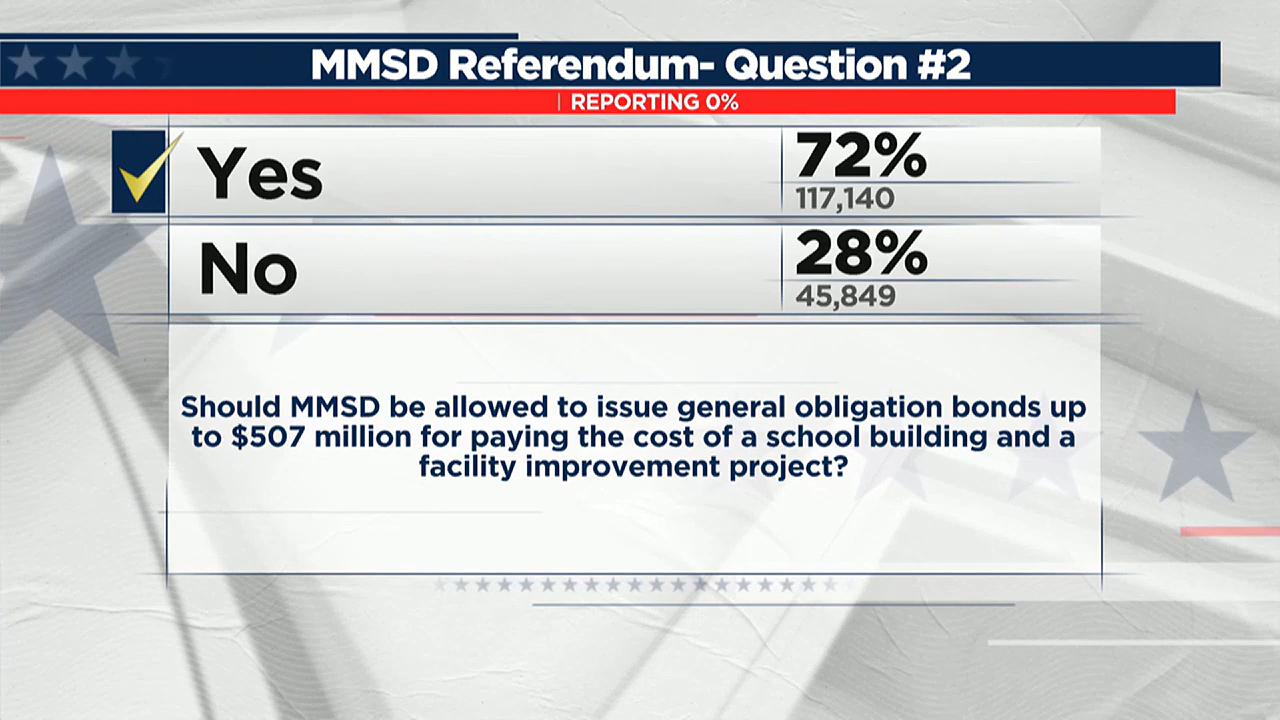 MMSD Referendum- Question #2
REPORTING 0%
Yes
72%
117,140
No
28%
45,849
Should MMSD be allowed to issue general obligation bonds up
to $507 million for paying the cost of a school building and a
facility improvement project?